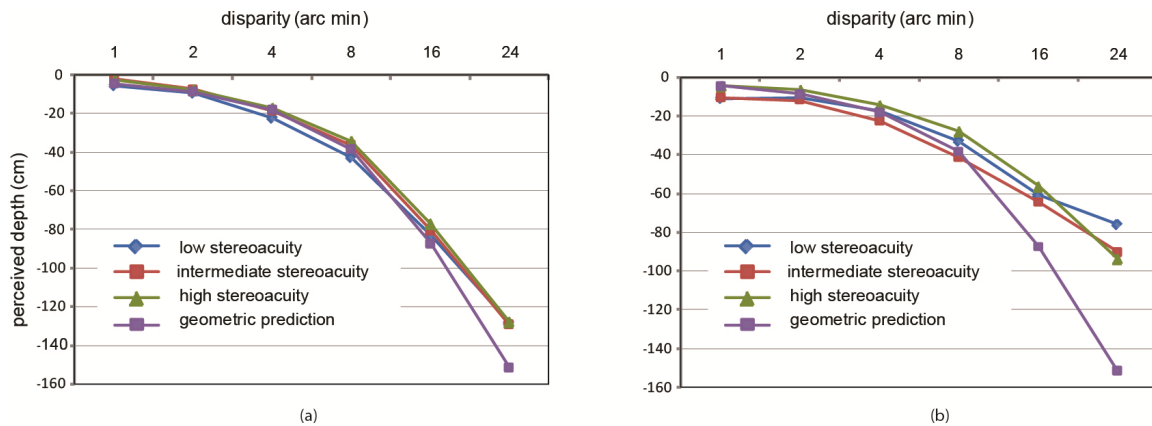 disparity (arc min)
1 2 4 8 16 24
0
-20
-40
-60
-80
-100
-120
-140
-160
perceived depth (cm)
low stereoacuity
intermediate stereoacuity
high stereoacuity
geometric prediction
(a)
disparity (arc min)
1 2 4 8 16 24
0
-20
-40
-60
-80
-100
-120
-140
-160
low stereoacuity
intermediate stereoacuity
high stereoacuity
geometric prediction
(b)